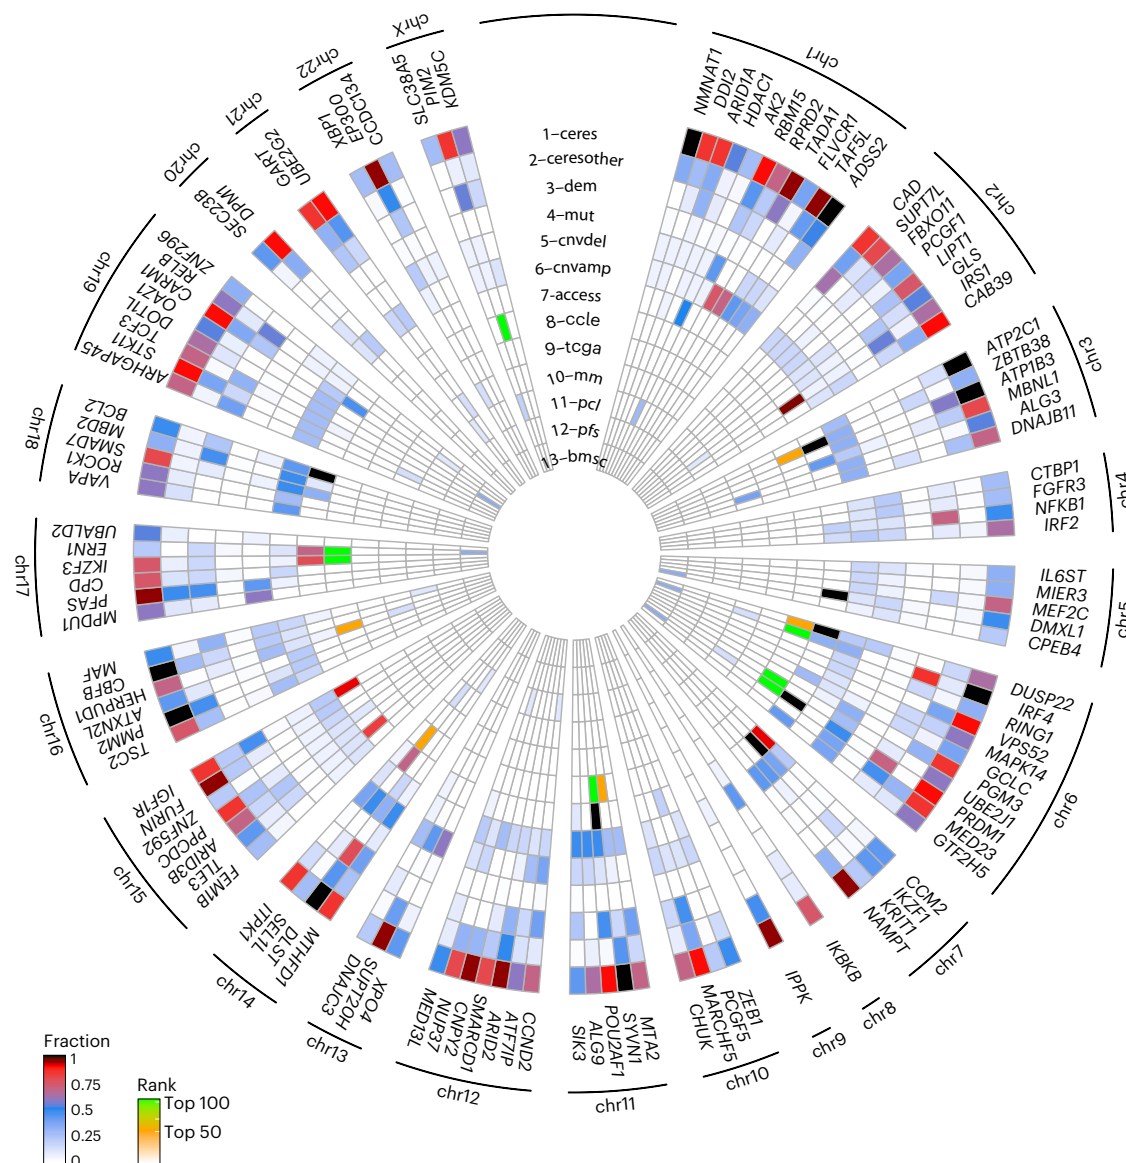 chrX
SLC38A5
PIM2
KDM5C
chr1
NMNAT1
DDI2
ARID1A
HDAC1
AK2
RBM15
RPRD2
TADA1
FLVCR1
TAF5L
ADSS2
chr2
CAD
SUPT7L
FBXO11
PCGF1
LIPT1
GLS
IRS1
CAB39
chr3
ATP2C1
ZBTB38
ATP1B3
MBNL1
ALG3
DNAJB11
chr4
CTBP1
FGFR3
NFKB1
IRF2
chr5
IL6ST
MIER3
MEF2C
DMXL1
CPEB4
chr6
DUSP22
IRF4
RING1
VPS52
MAPK14
GCLC
PGM3
UBE2J1
PRDM1
MED23
GTF2H5
chr7
CCM2
IKZF1
KRIT1
NAMPT
chr8
IKBKB
chr9
IPPK
chr10
ZEB1
PCGF5
MARCHF5
CHUK
chr11
MTA2
SYVN1
POU2AF1
ALG9
SIK3
chr12
CCND2
ATF7IP
ARID2
SMARCD1
CNPY2
NUP37
MED13L
chr13
XPO4
SUPT20H
DNAJC3
chr14
MTHFD1
DLST
SEL1L
ITPK1
chr15
FEM1B
TLE3
ARID3B
PPCDC
ZNF592
FURIN
IGF1R
chr16
TSC2
PMM2
ATXN2L
HERPUD1
CBFB
MAF
chr17
MPDU1
PFAS
CPD
IKZF3
ERN1
UBALD2
chr18
VAPA
ROCK1
SMAD7
MBD2
BCL2
chr19
ARHGAP45
STK11
TCF3
DOT1L
OAZ1
CARM1
RELB
ZNF296
chr20
SEC23B
DPM1
chr21
GART
UBE2G2
chr22
XBP1
EP300
CCDC134
1-ceres
2-ceresother
3-dem
4-mut
5-cnvdel
6-cnvamp
7-access
8-ccle
9-tcga
10-mm
11-pcl
12-pfs
13-bmsc
Fraction
1
0.75
0.5
0.25
0
Rank
Top 100
Top 50